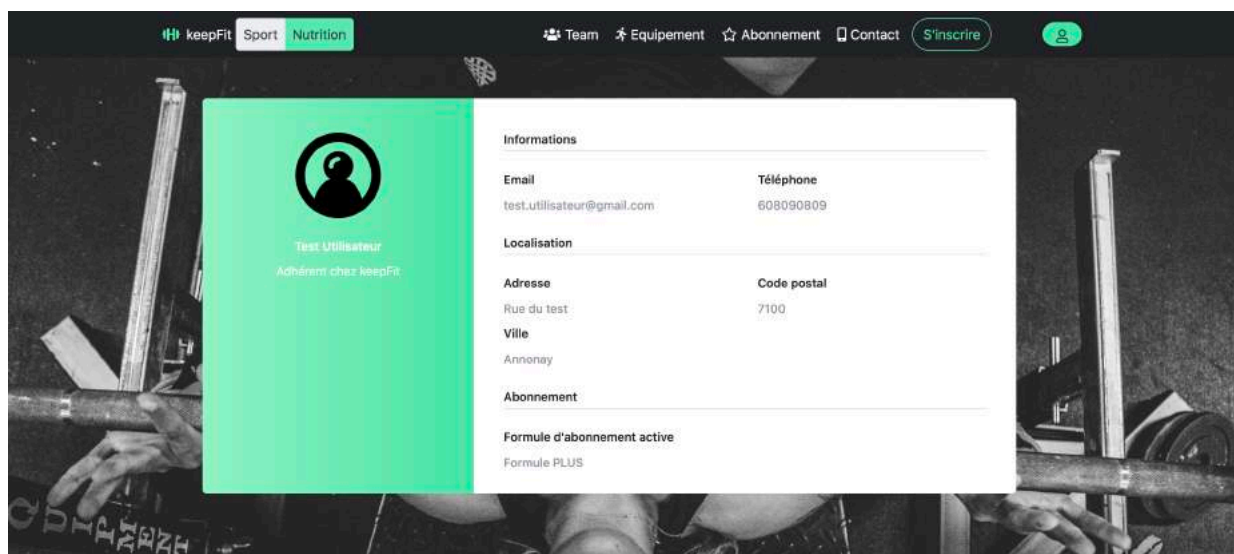 keepFit Sport Nutrition Team Equipement Abonnement Contact S'inscrire
Informations
Email Téléphone
test.utilisateur@gmail.com 608090809
Test Utilisateur
Adhérent chez keepFit
Localisation
Adresse Code postal
Rue du test 7100
Ville
Annonay
Abonnement
Formule d'abonnement active
Formule PLUS
QUIPMENT